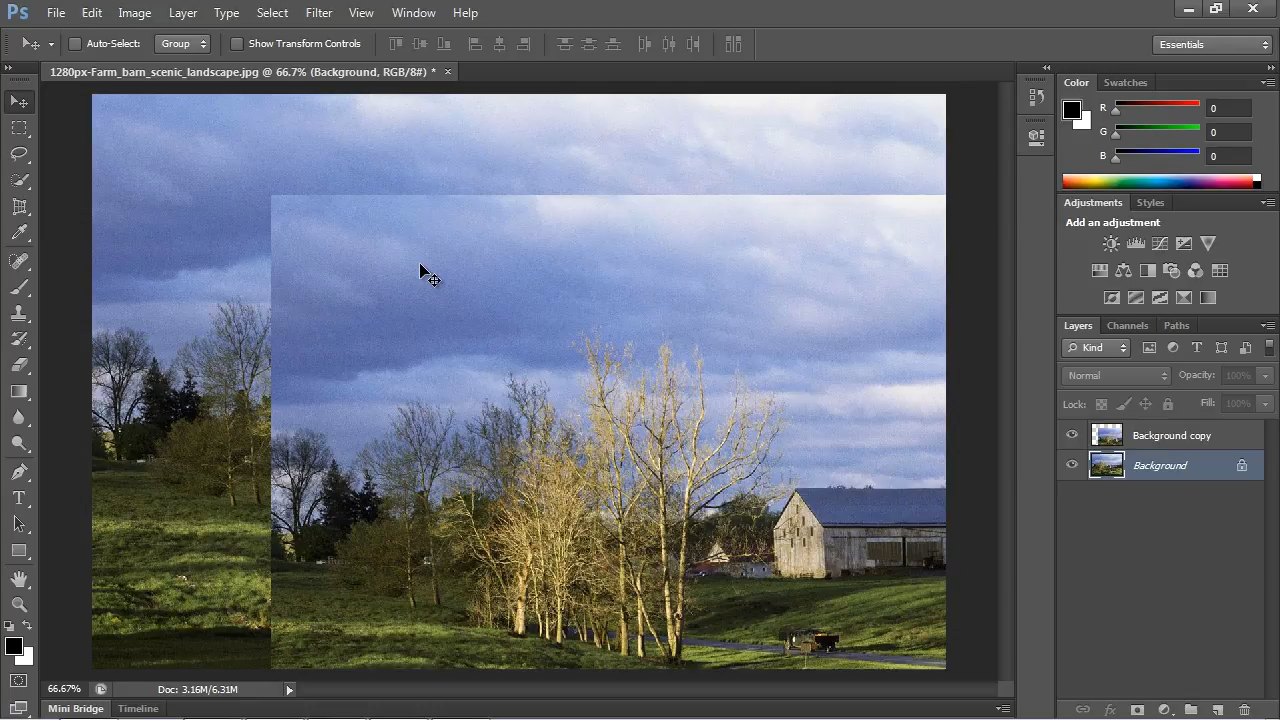 Ps File Edit Image Layer Type Select Filter View Window Help
Auto-Select: Group Show Transform Controls Essentials
1280px-Farm_barn_scenic_landscape.jpg @ 66.7% (Background, RGB/8#) * ×
Color Swatches
R 0
G 0
B 0
Adjustments Styles
Add an adjustment
Layers Channels Paths
Kind
Normal Opacity: 100%
Lock: Fill: 100%
Background copy
Background
66.67% Doc: 3.16M/6.31M
Mini Bridge Timeline